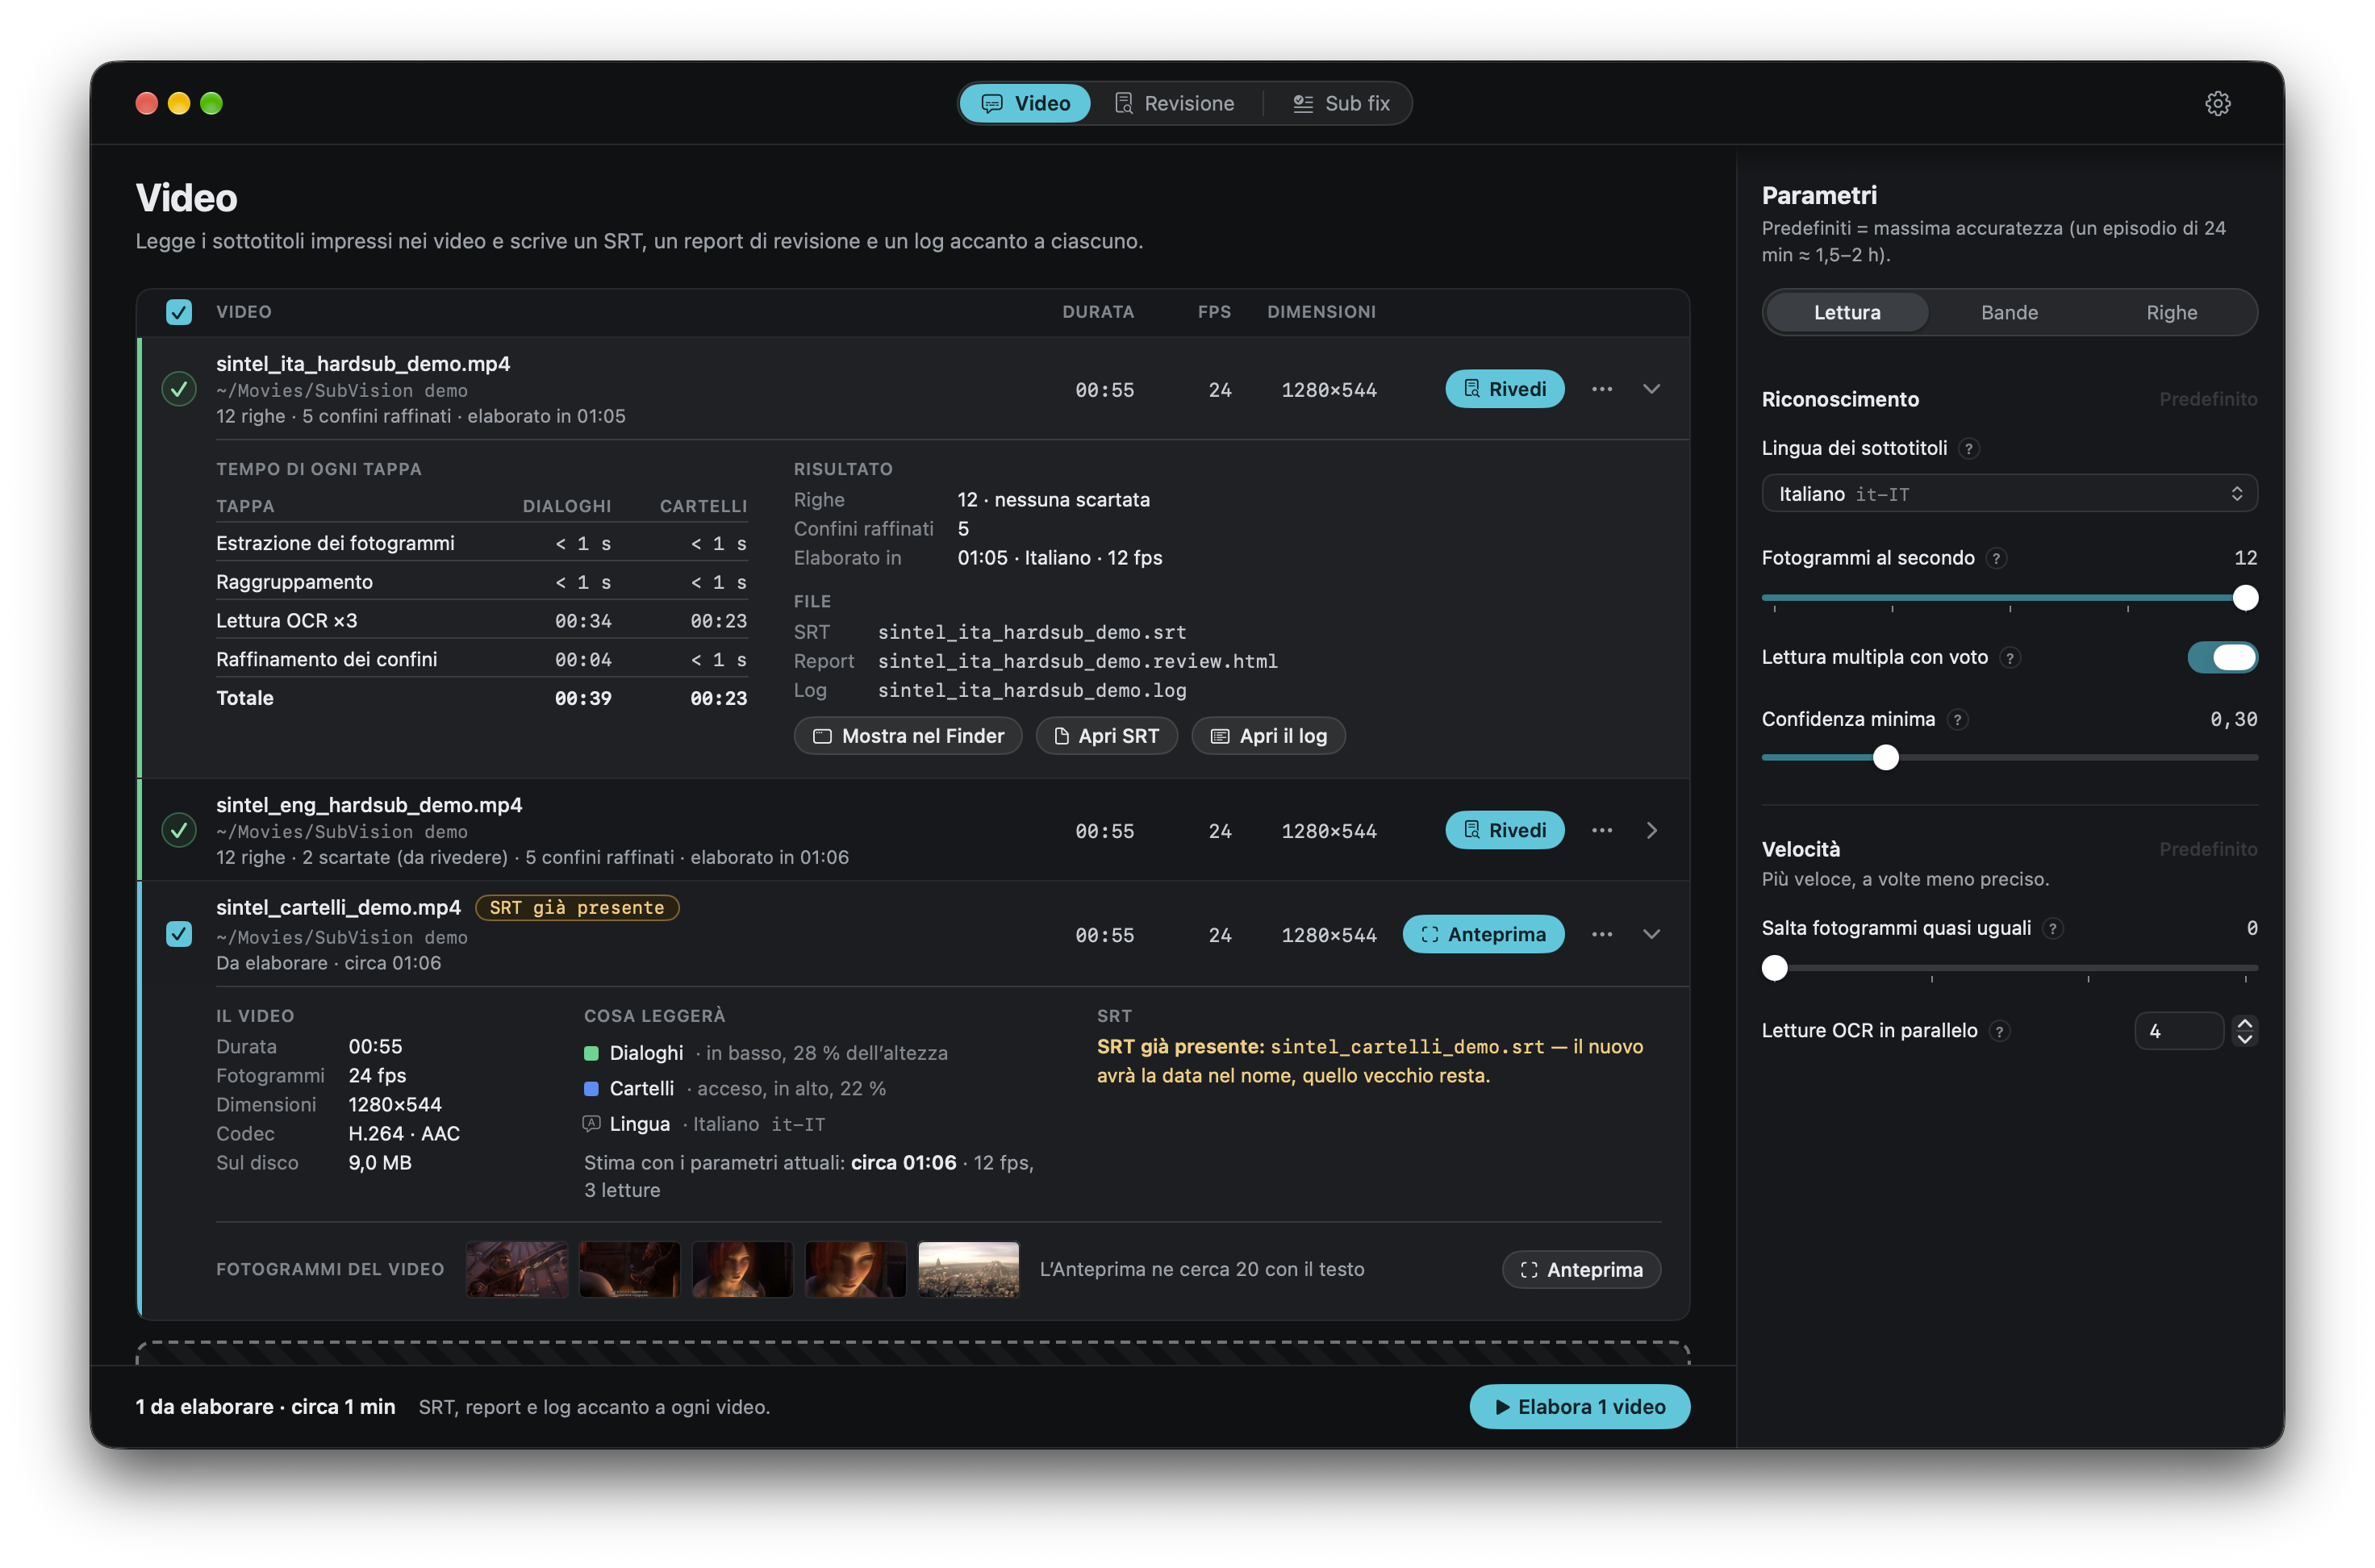 Video
Revisione
Sub fix
Video
Legge i sottotitoli impressi nei video e scrive un SRT, un report di revisione e un log accanto a ciascuno.
VIDEO DURATA FPS DIMENSIONI
sintel_ita_hardsub_demo.mp4
~/Movies/SubVision demo
12 righe · 5 confini raffinati · elaborato in 01:05
00:55 24 1280×544 Rivedi
TEMPO DI OGNI TAPPA
TAPPA DIALOGHI CARTELLI
Estrazione dei fotogrammi < 1 s < 1 s
Raggruppamento < 1 s < 1 s
Lettura OCR ×3 00:34 00:23
Raffinamento dei confini 00:04 < 1 s
Totale 00:39 00:23
RISULTATO
Righe 12 · nessuna scartata
Confini raffinati 5
Elaborato in 01:05 · Italiano · 12 fps
FILE
SRT sintel_ita_hardsub_demo.srt
Report sintel_ita_hardsub_demo.review.html
Log sintel_ita_hardsub_demo.log
Mostra nel Finder
Apri SRT
Apri il log
sintel_eng_hardsub_demo.mp4
~/Movies/SubVision demo
12 righe · 2 scartate (da rivedere) · 5 confini raffinati · elaborato in 01:06
00:55 24 1280×544 Rivedi
sintel_cartelli_demo.mp4 SRT già presente
~/Movies/SubVision demo
Da elaborare · circa 01:06
00:55 24 1280×544 Anteprima
IL VIDEO
Durata 00:55
Fotogrammi 24 fps
Dimensioni 1280×544
Codec H.264 · AAC
Sul disco 9,0 MB
COSA LEGGERÀ
Dialoghi · in basso, 28 % dell’altezza
Cartelli · acceso, in alto, 22 %
Lingua · Italiano it-IT
Stima con i parametri attuali: circa 01:06 · 12 fps,
3 letture
SRT
SRT già presente: sintel_cartelli_demo.srt — il nuovo
avrà la data nel nome, quello vecchio resta.
FOTOGRAMMI DEL VIDEO
L’Anteprima ne cerca 20 con il testo
Anteprima
1 da elaborare · circa 1 min SRT, report e log accanto a ogni video.
Elabora 1 video
Parametri
Predefiniti = massima accuratezza (un episodio di 24
min ≈ 1,5–2 h).
Lettura Bande Righe
Riconoscimento Predefinito
Lingua dei sottotitoli ?
Italiano it-IT
Fotogrammi al secondo ? 12
Lettura multipla con voto ?
Confidenza minima ? 0,30
Velocità Predefinito
Più veloce, a volte meno preciso.
Salta fotogrammi quasi uguali ? 0
Letture OCR in parallelo ? 4